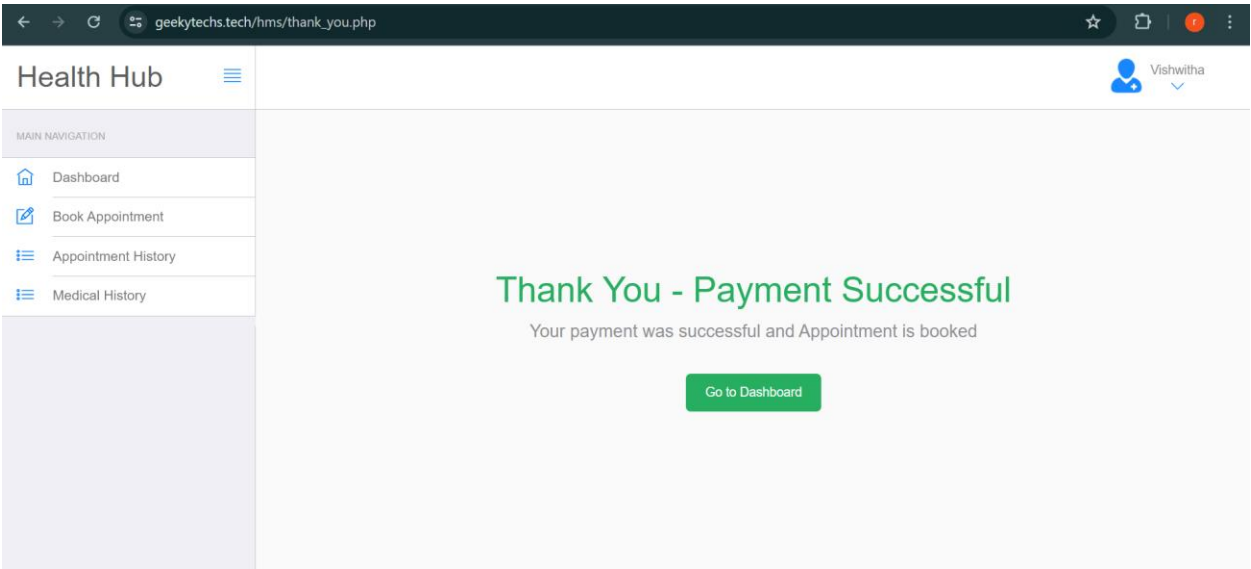 geekytechs.tech/hms/thank_you.php
r
Health Hub
Vishwitha
MAIN NAVIGATION
Dashboard
Book Appointment
Appointment History
Medical History
Thank You - Payment Successful
Your payment was successful and Appointment is booked
Go to Dashboard